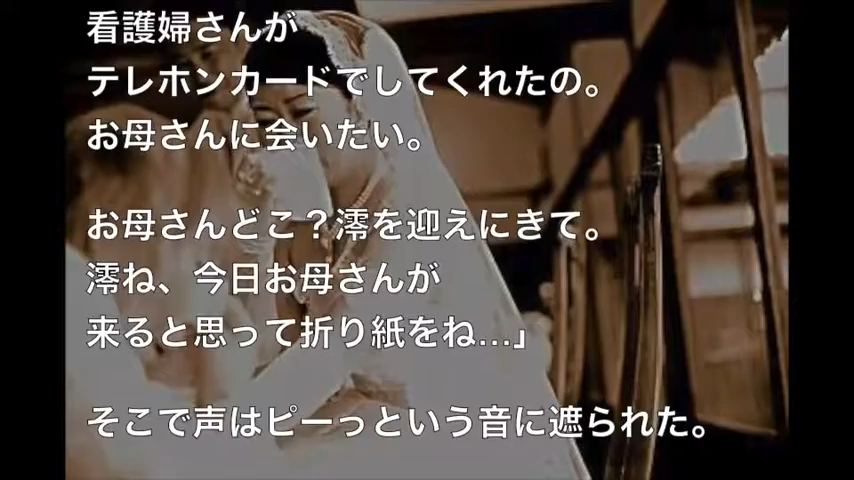 看護婦さんが
テレホンカードでしてくれたの。
お母さんに会いたい。
お母さんどこ？澪を迎えにきて。
澪ね、今日お母さんが
来ると思って折り紙をね…」
そこで声はピーっという音に遮られた。